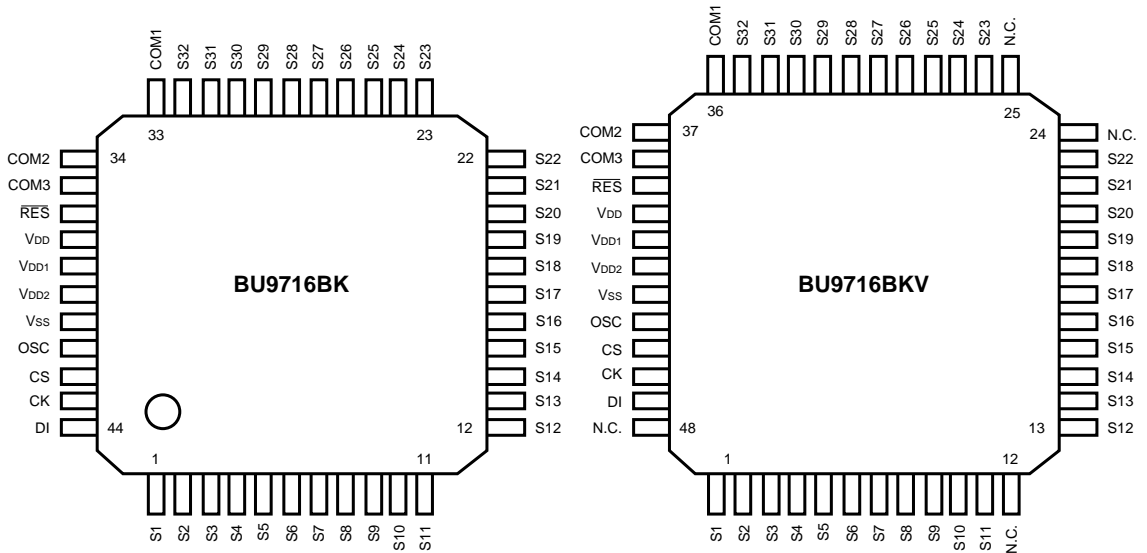 COM1 S32 S31 S30 S29 S28 S27 S26 S25 S24 S23
33 23
COM2 34 22 S22
COM3 S21
RES S20
VDD S19
VDD1 S18
VDD2 S17
VSS S16
OSC S15
CS S14
CK S13
DI 44 12 S12
BU9716BK
1 11
S1 S2 S3 S4 S5 S6 S7 S8 S9 S10 S11
COM1 S32 S31 S30 S29 S28 S27 S26 S25 S24 S23 N.C.
36 25
COM2 37 24 N.C.
COM3 S22
RES S21
VDD S20
VDD1 S19
VDD2 S18
VSS S17
OSC S16
CS S15
CK S14
DI S13
N.C. 48 13 S12
BU9716BKV
1 12
S1 S2 S3 S4 S5 S6 S7 S8 S9 S10 S11 N.C.